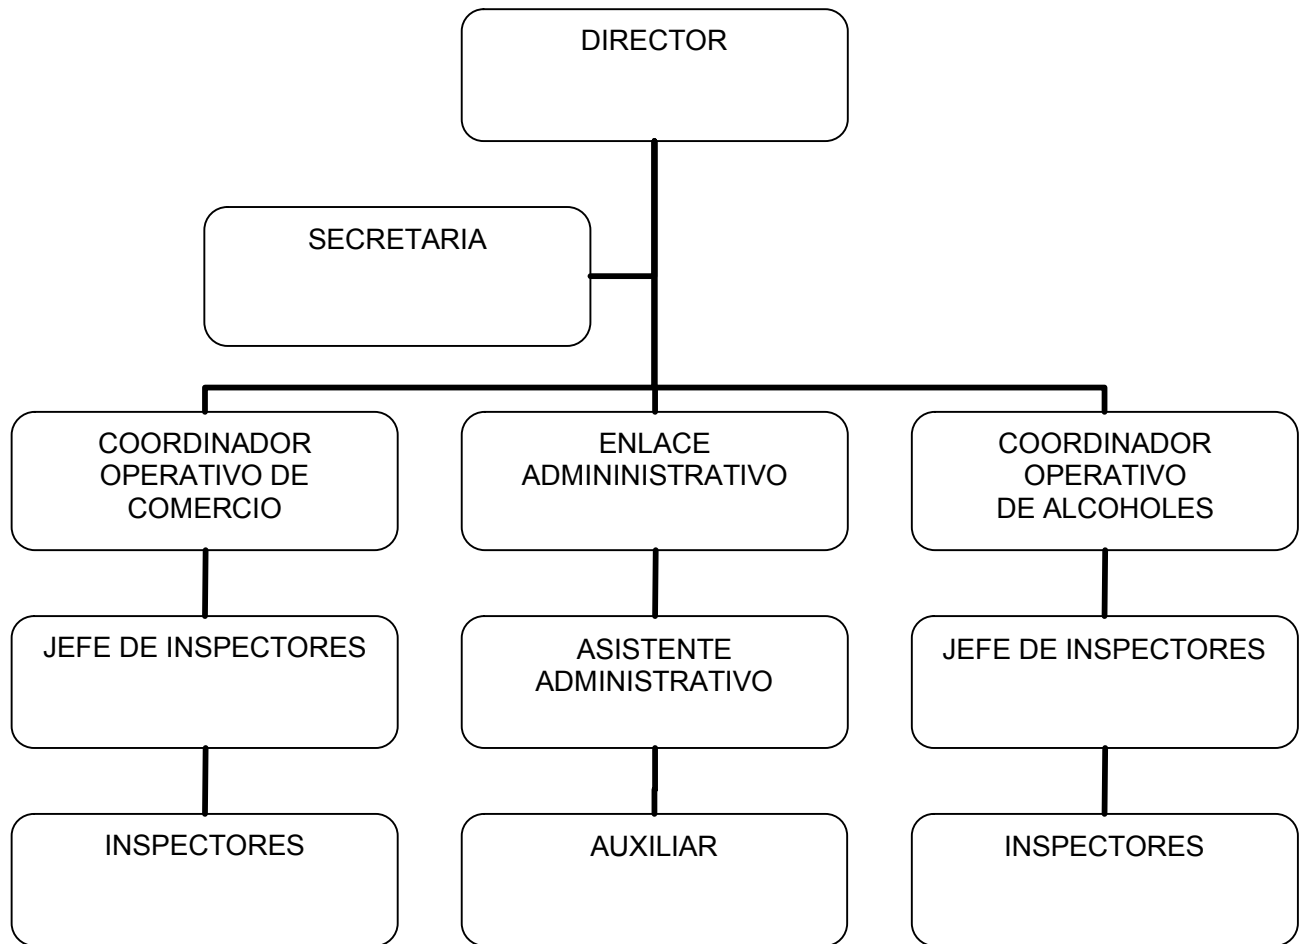 DIRECTOR
SECRETARIA
COORDINADOR
OPERATIVO DE
COMERCIO
ENLACE
ADMININISTRATIVO
COORDINADOR
OPERATIVO
DE ALCOHOLES
JEFE DE INSPECTORES
ASISTENTE
ADMINISTRATIVO
JEFE DE INSPECTORES
INSPECTORES
AUXILIAR
INSPECTORES